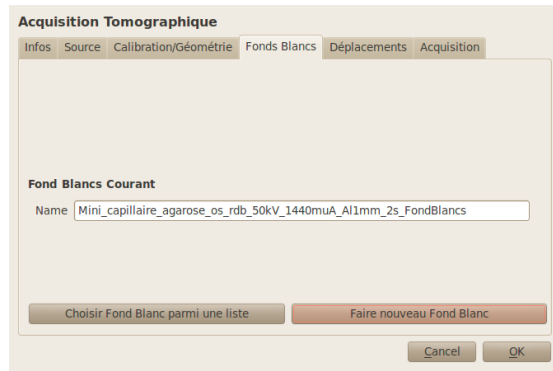 Acquisition Tomographique
Infos Source Calibration/Géométrie Fonds Blancs Déplacements Acquisition
Fond Blancs Courant
Name Mini_capillaire_agarose_os_rdb_50kV_1440muA_Al1mm_2s_FondBlancs
Choisir Fond Blanc parmi une liste Faire nouveau Fond Blanc
Cancel OK